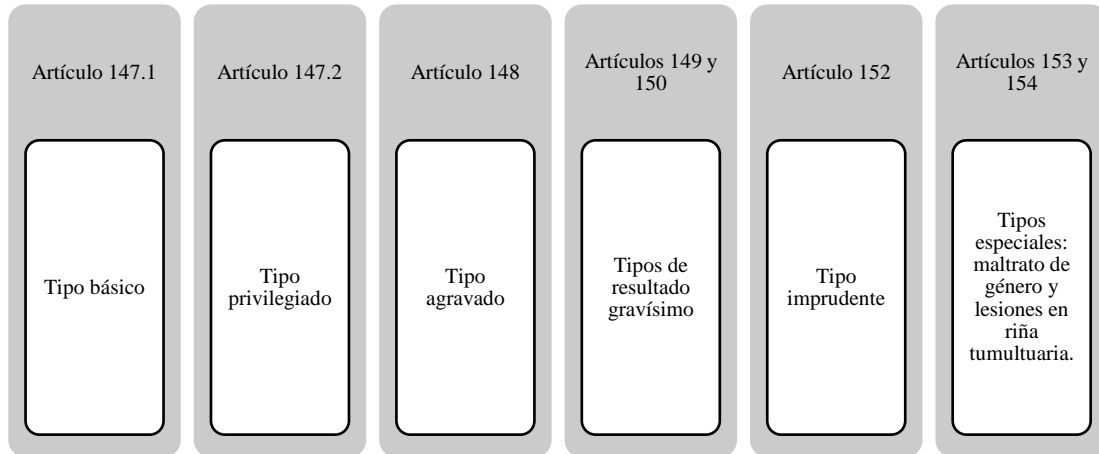 Artículo 147.1
Tipo básico
Artículo 147.2
Tipo
privilegiado
Artículo 148
Tipo
agravado
Artículos 149 y
150
Tipos de
resultado
gravísimo
Artículo 152
Tipo
imprudente
Artículos 153 y
154
Tipos
especiales:
maltrato de
género y
lesiones en
riña
tumultuaria.